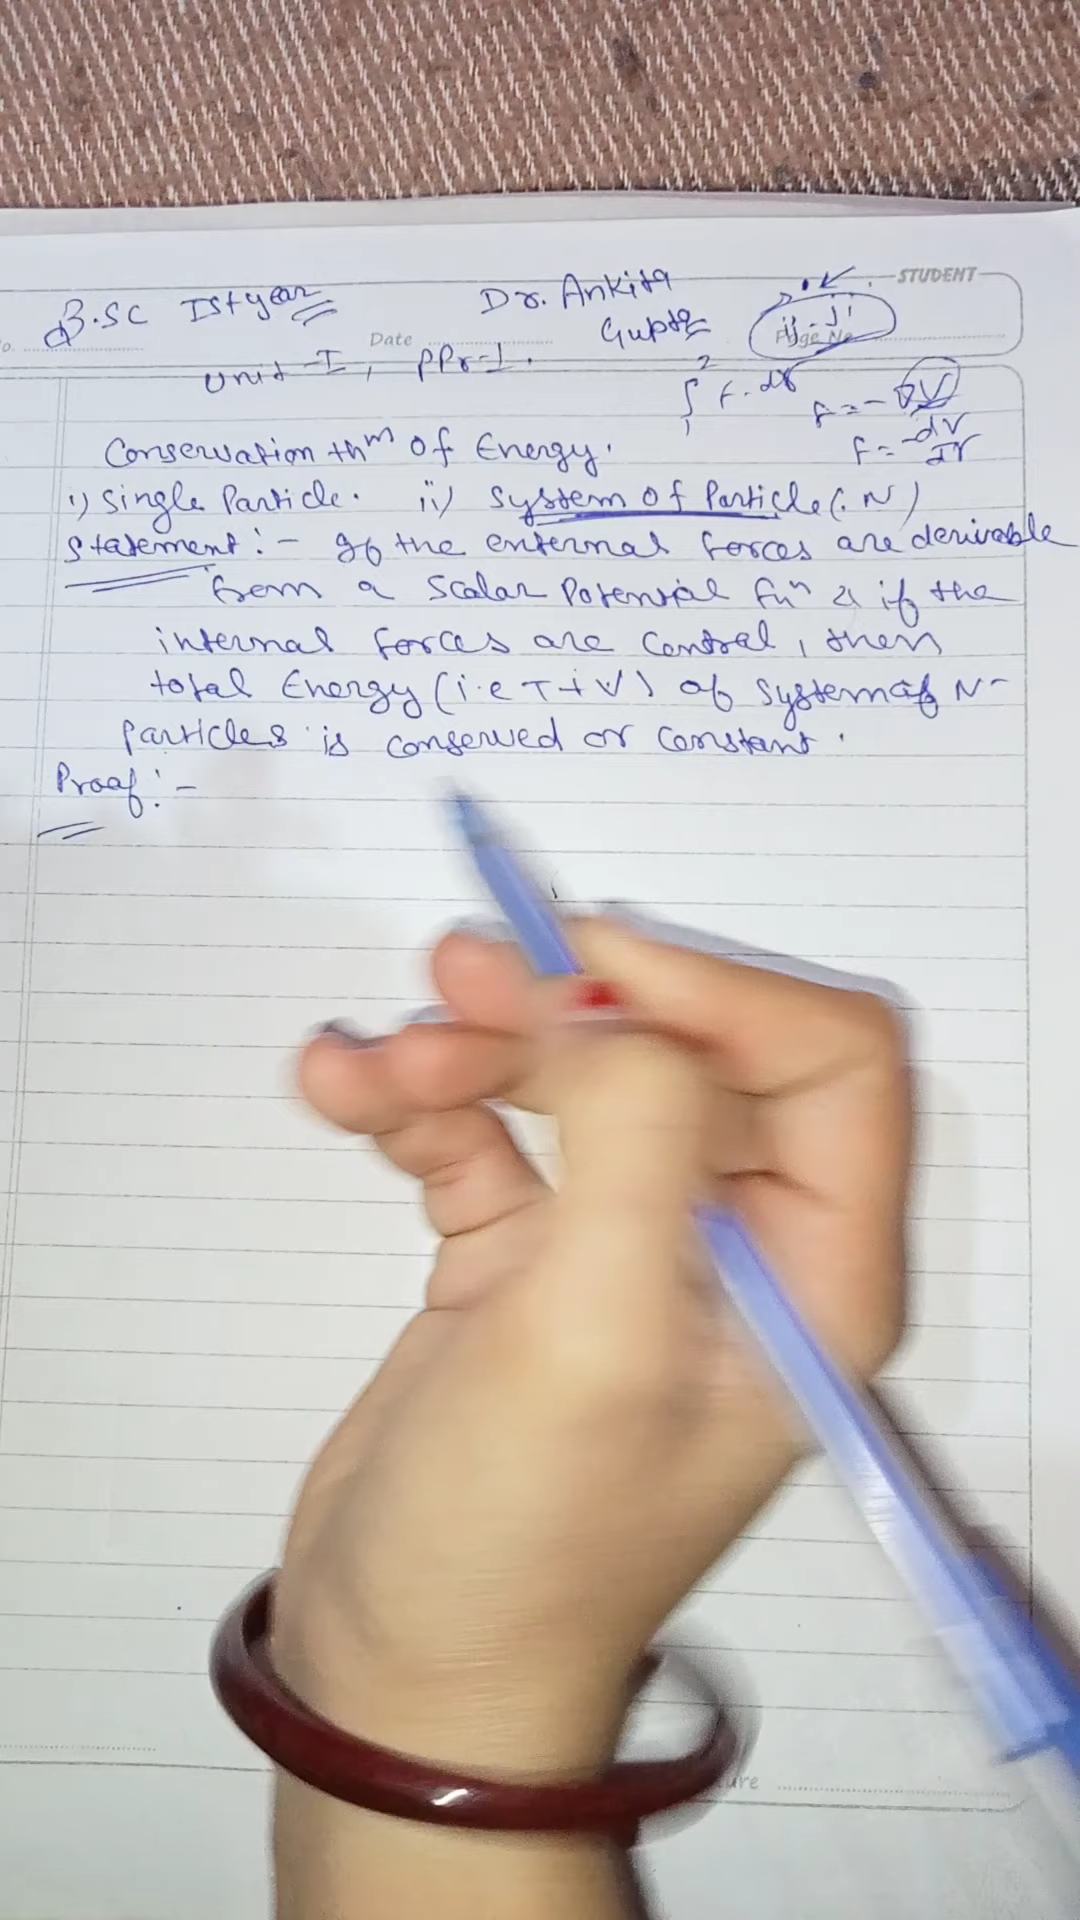 B.SC Ist year
Dr. Ankita Gupta
STUDENT
Date
Page No
Unit-I, PPr-I.
∫₁² F. dr
F = -∇V
F = -dV/dr
Conservation thᵐ of Energy.
i) Single Particle. ii) System of Particle (. N)
Statement :- If the external forces are derivable
from a scalar Potential fuⁿ & if the
internal forces are central, then
total Energy (i.e T+V) of system of N-
particles is conserved or constant.
Proof :-